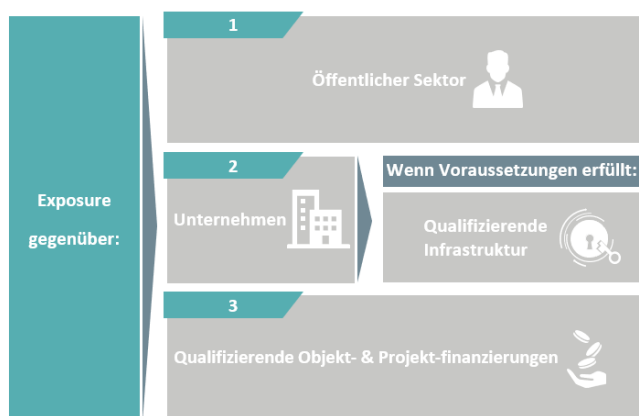 Exposure
gegenüber:
1
Öffentlicher Sektor
2
Unternehmen
Wenn Voraussetzungen erfüllt:
Qualifizierende
Infrastruktur
3
Qualifizierende Objekt- & Projekt-finanzierungen